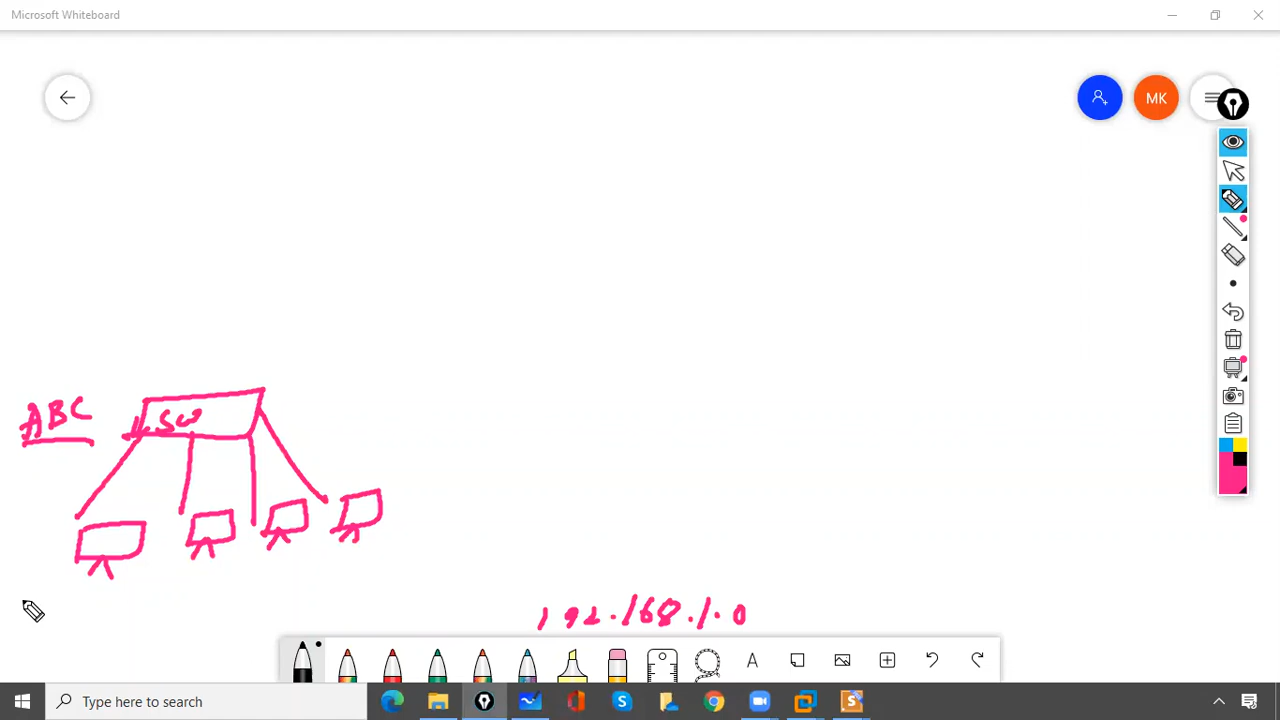 Microsoft Whiteboard
MK
ABC
SW
192.168.1.0
A
Type here to search